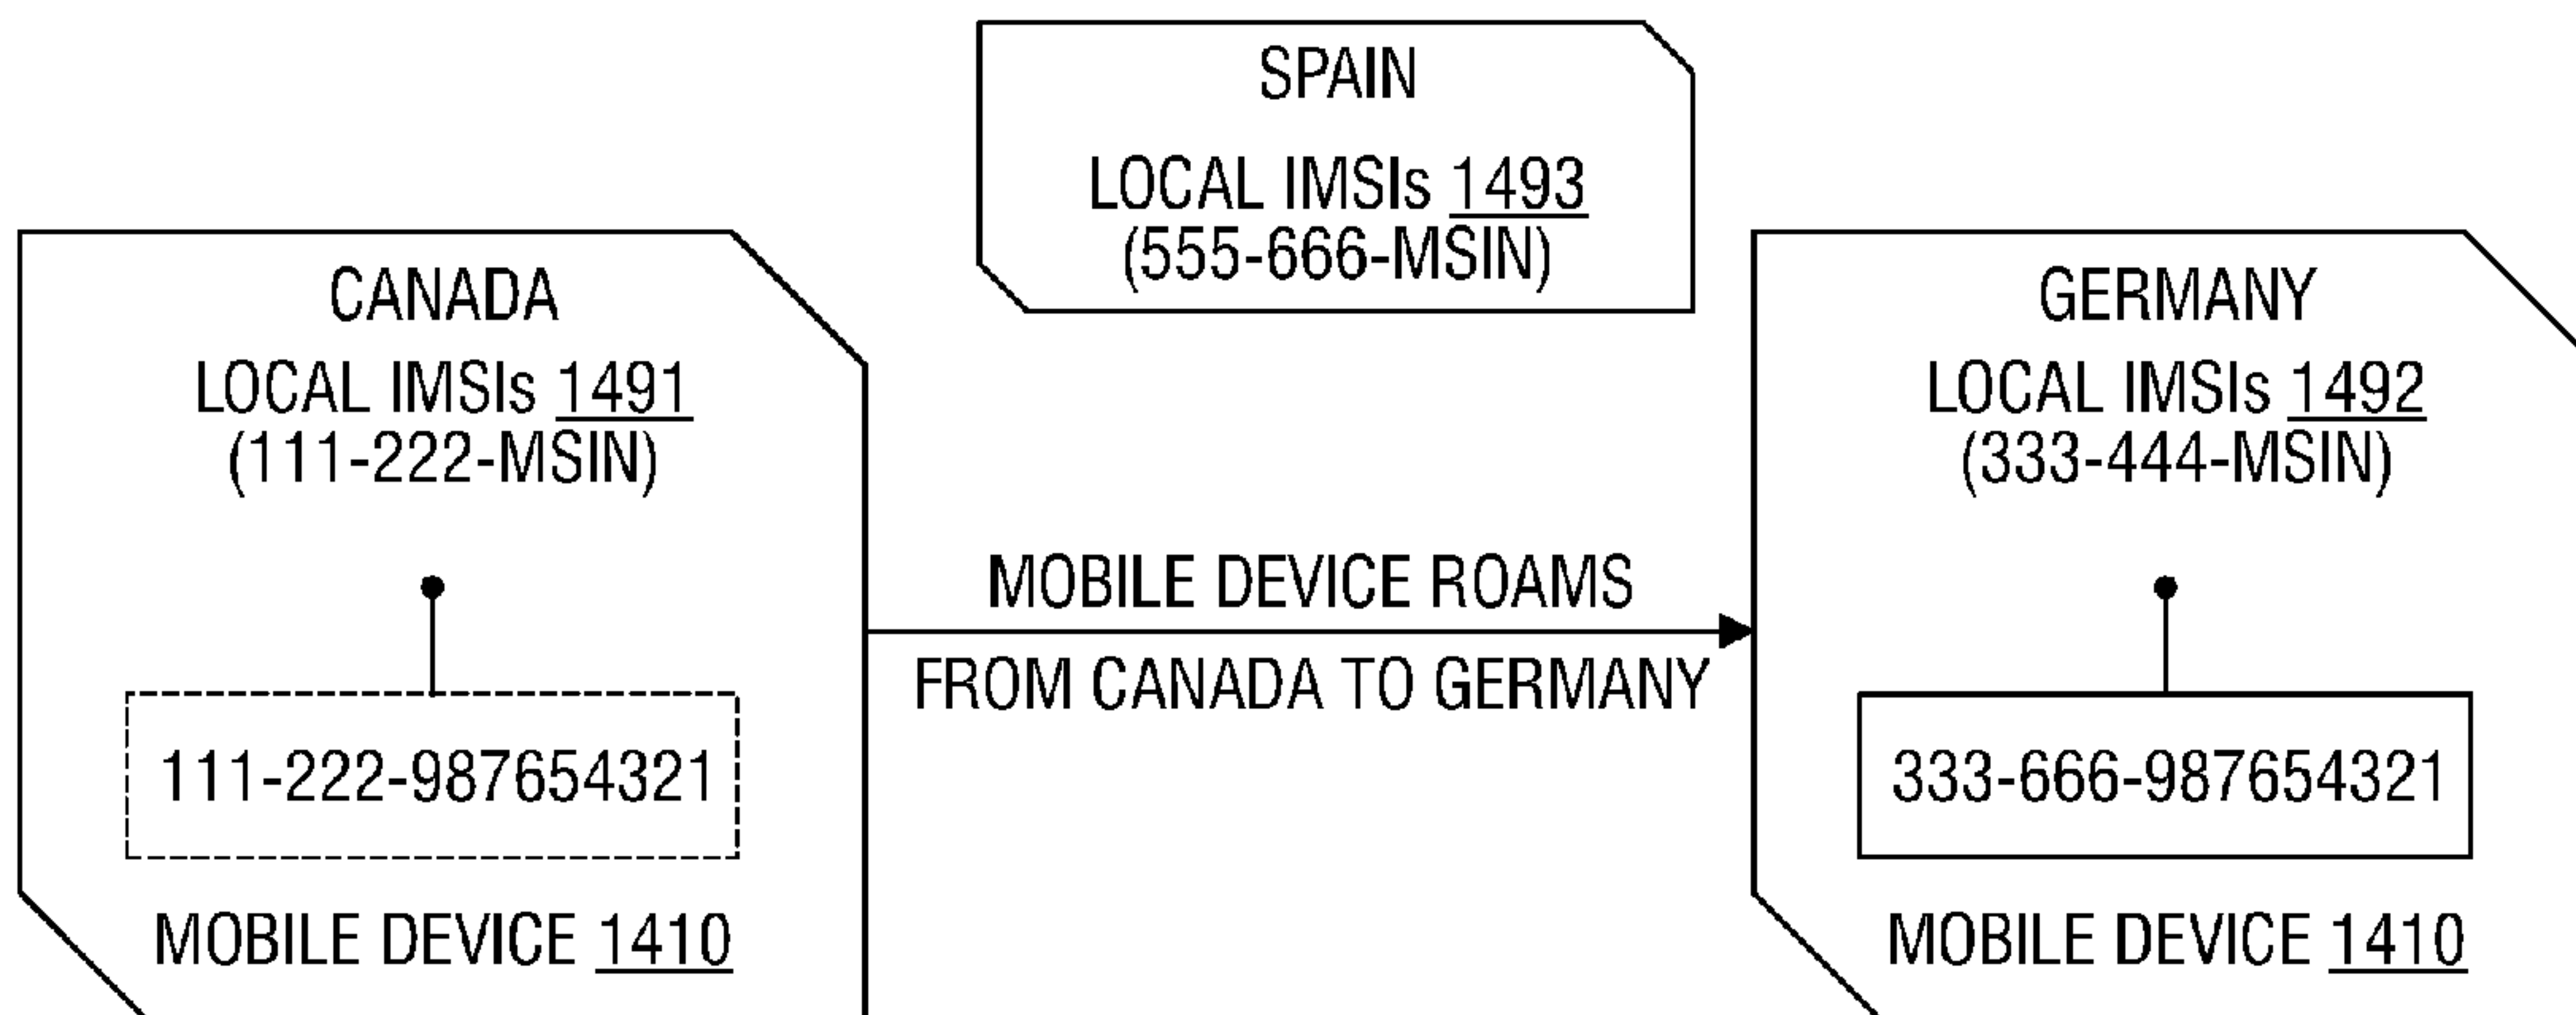 SPAIN
LOCAL IMSIs 1493
(555-666-MSIN)
CANADA
LOCAL IMSIs 1491
(111-222-MSIN)
111-222-987654321
MOBILE DEVICE 1410
MOBILE DEVICE ROAMS
FROM CANADA TO GERMANY
GERMANY
LOCAL IMSIs 1492
(333-444-MSIN)
333-666-987654321
MOBILE DEVICE 1410